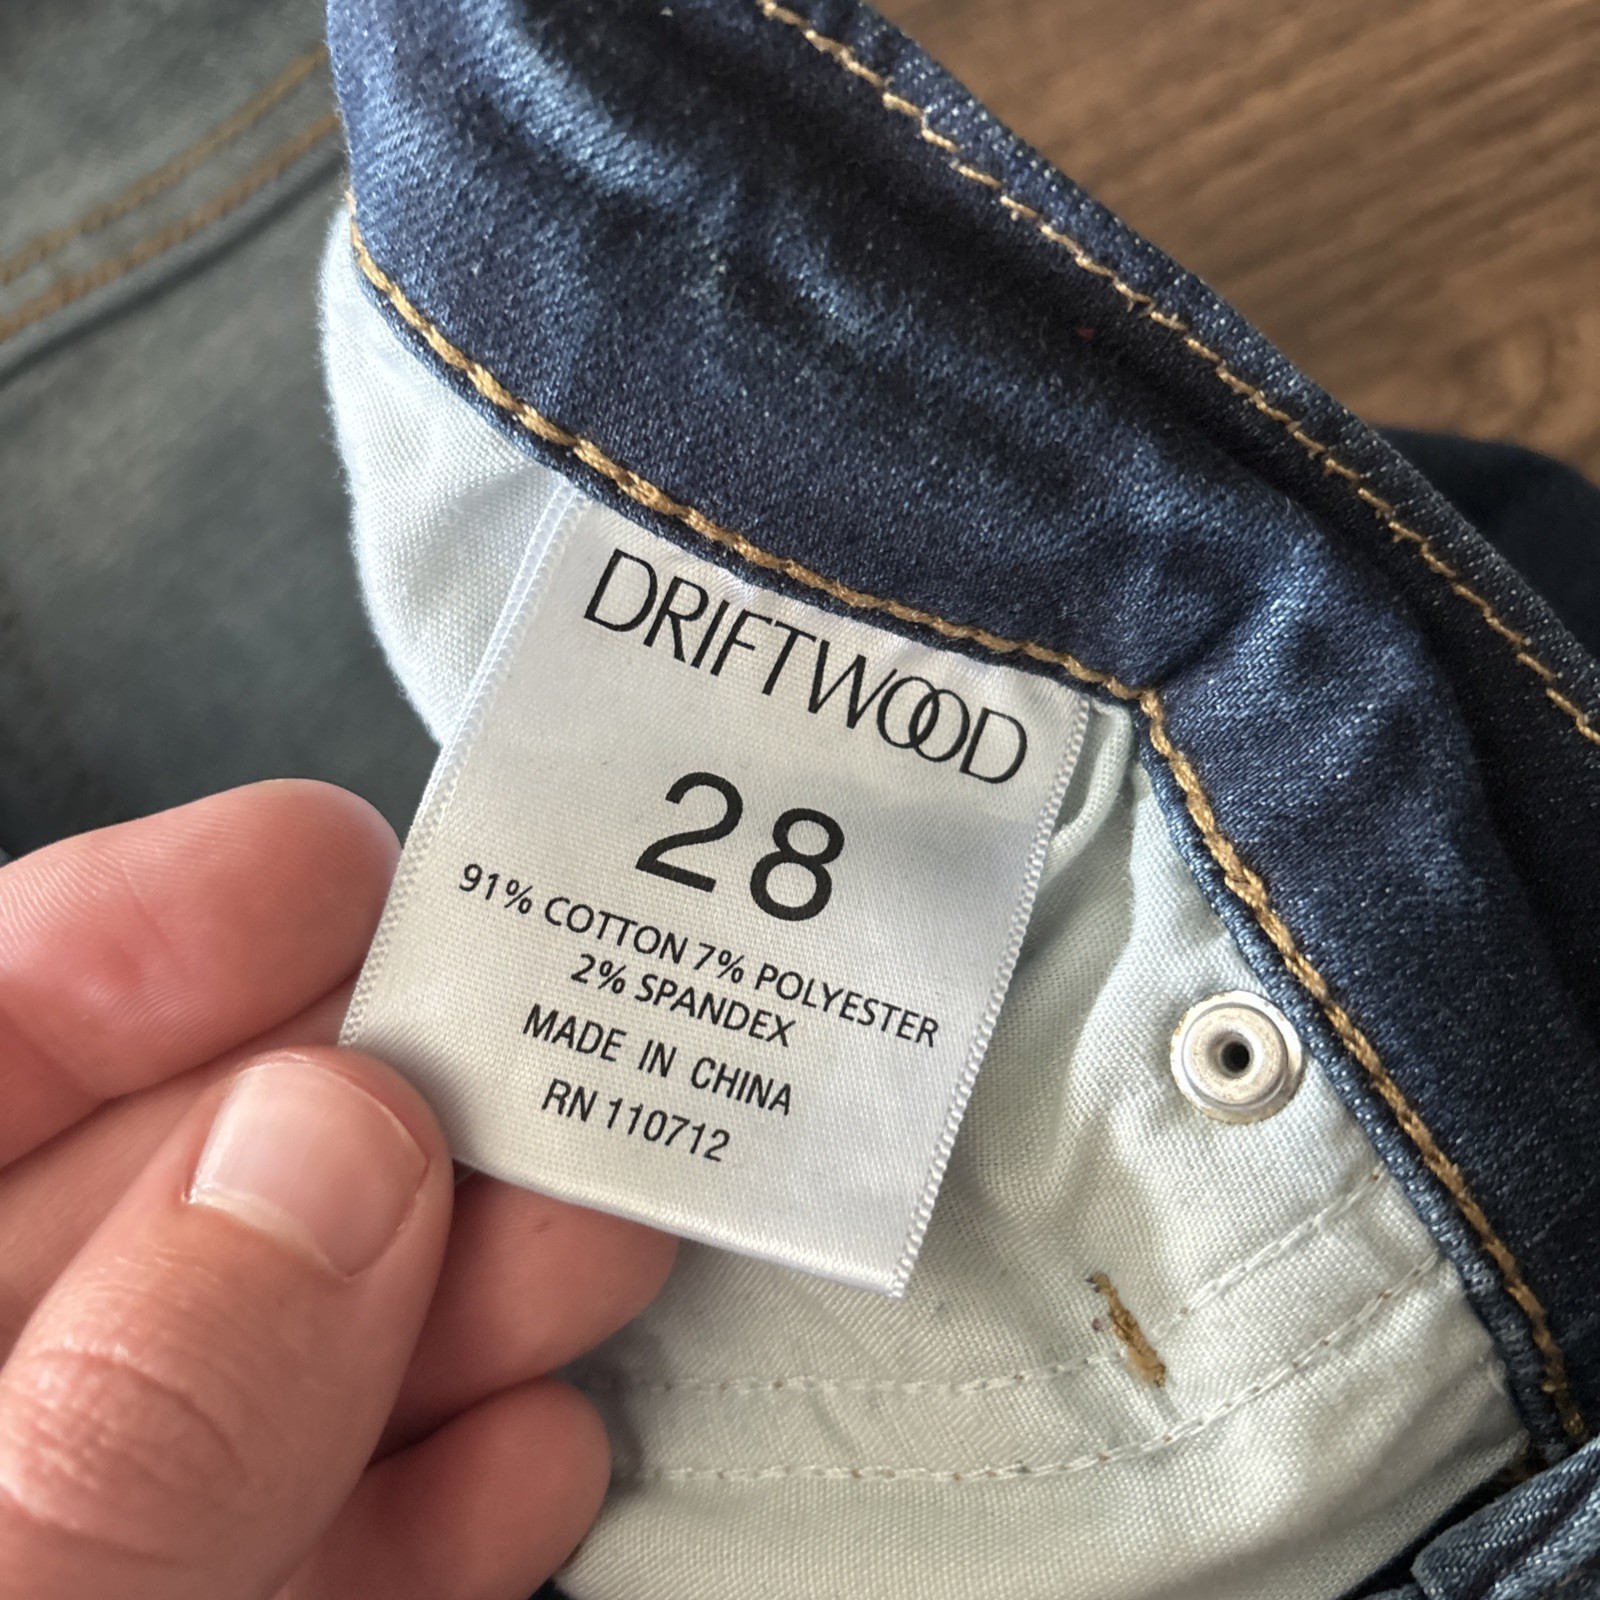 DRIFTWOOD
28
91% COTTON 7% POLYESTER
2% SPANDEX
MADE IN CHINA
RN 110712